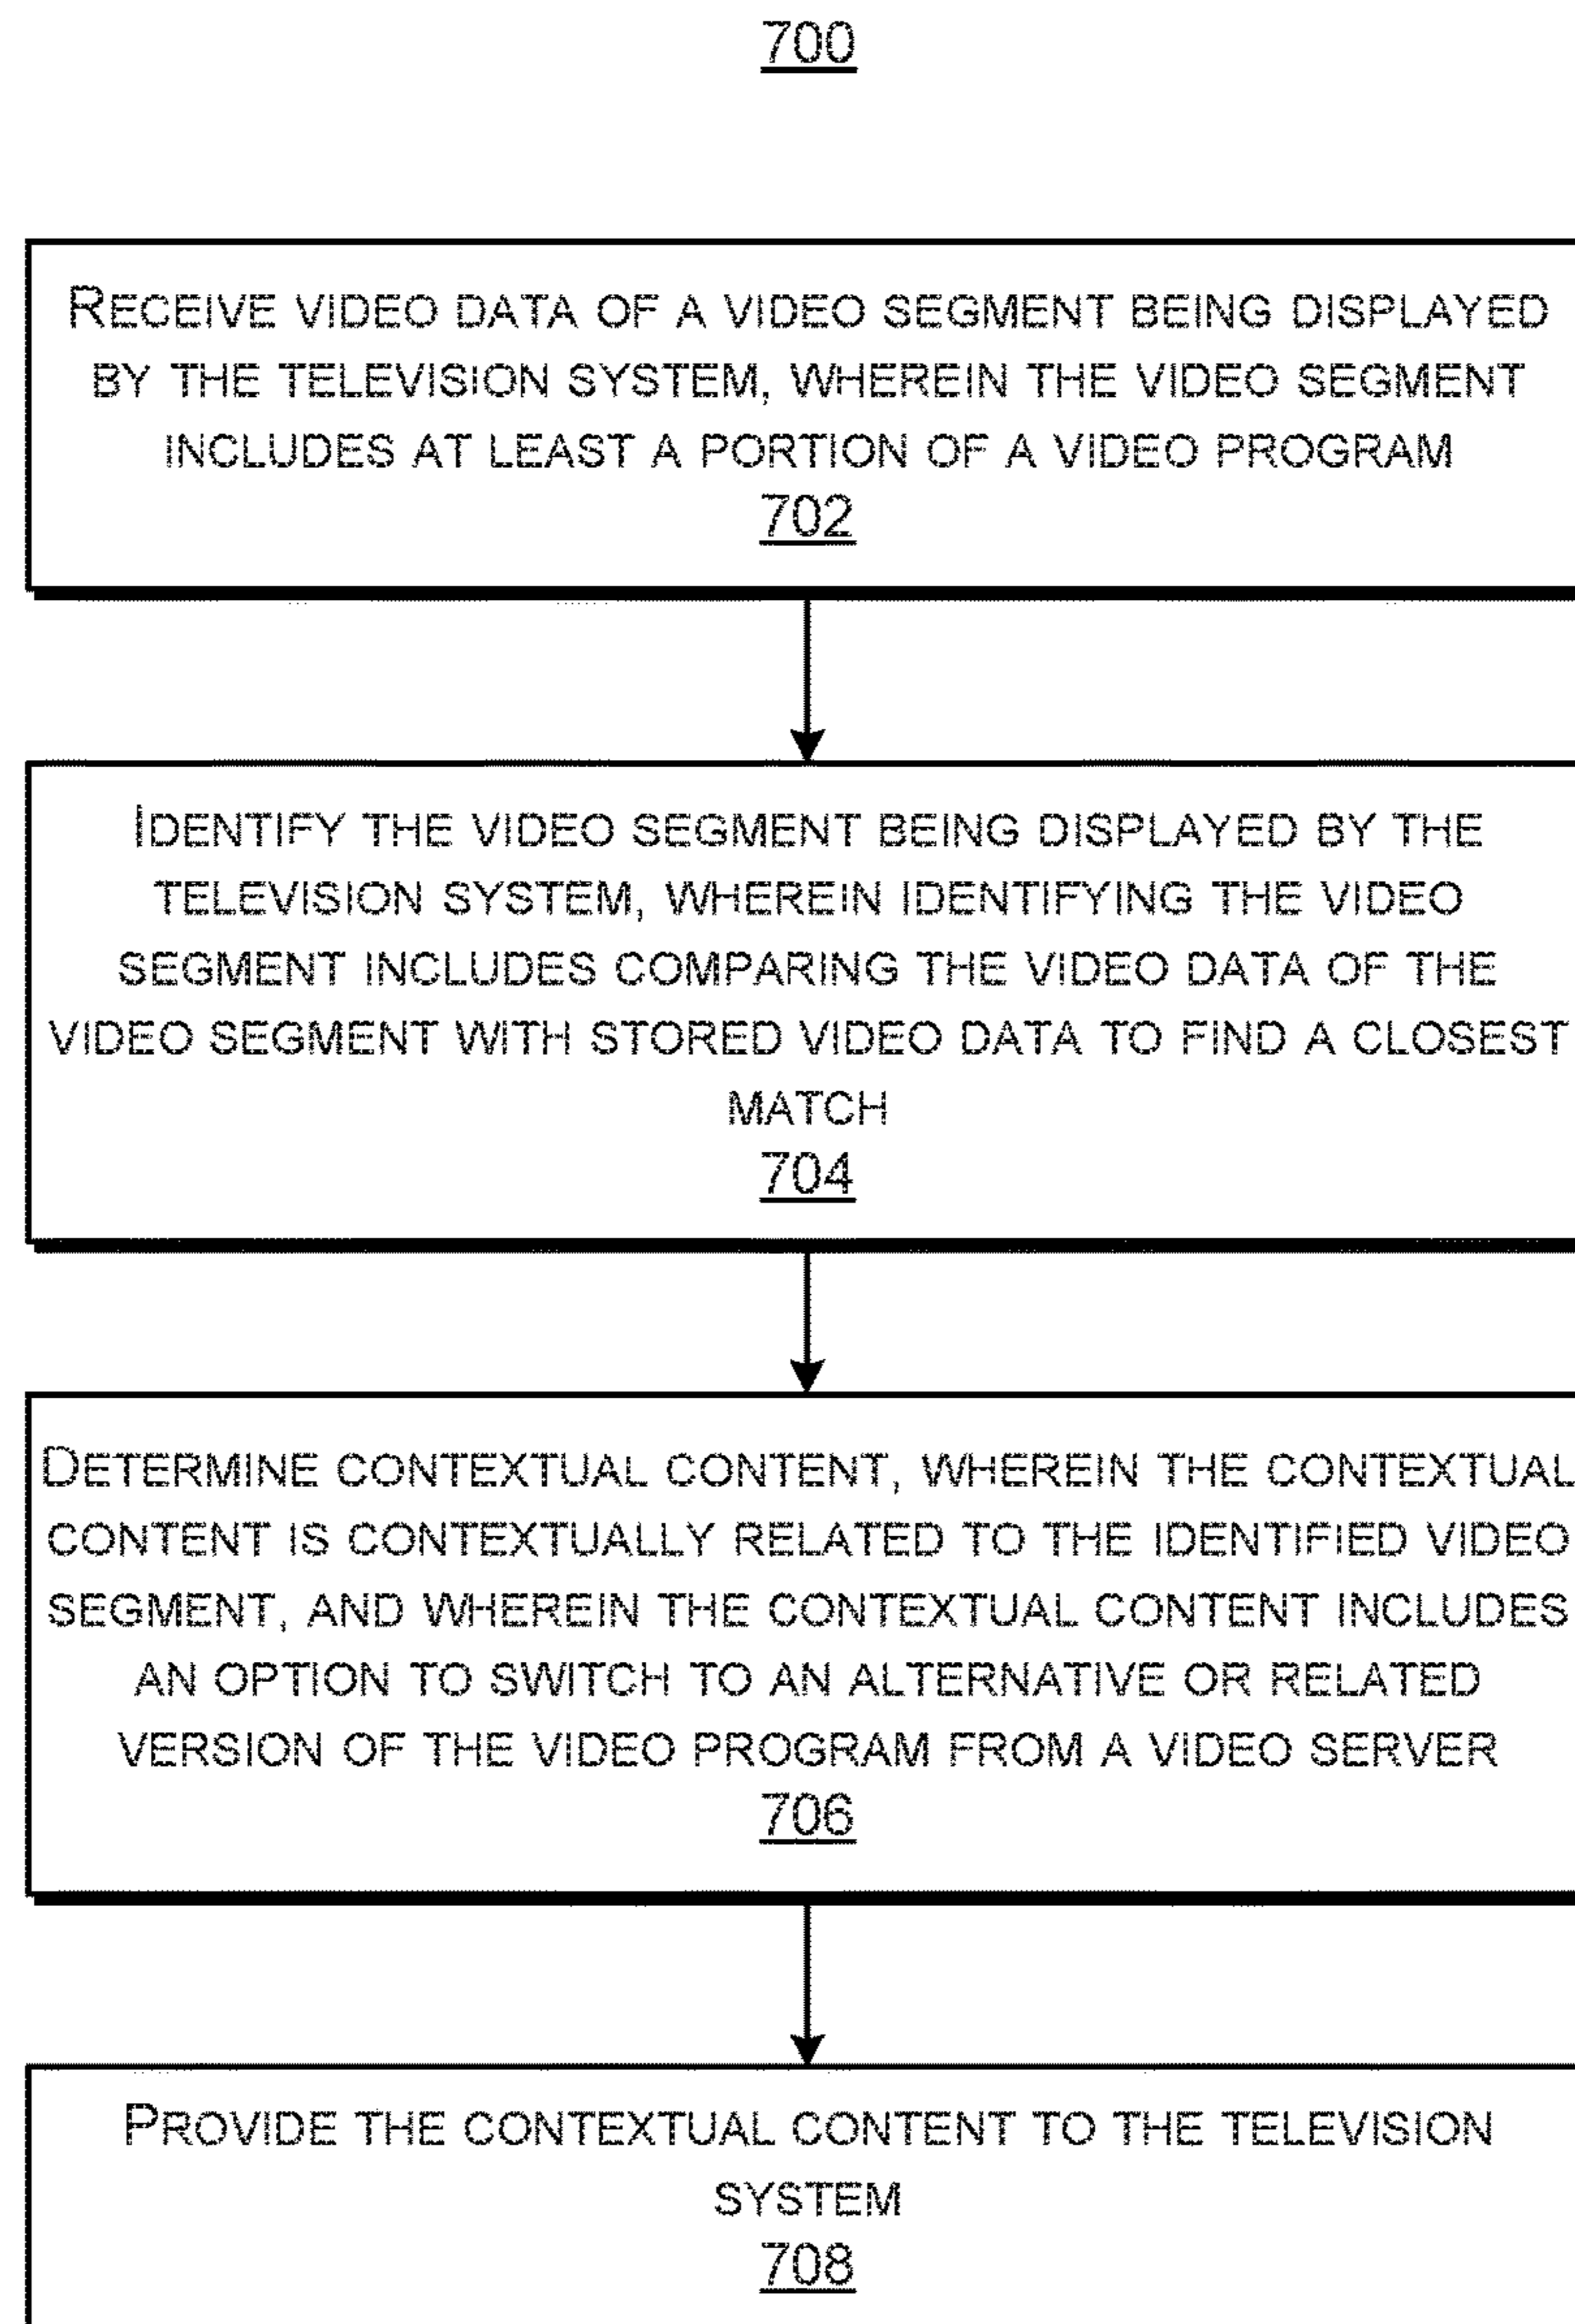 700
RECEIVE VIDEO DATA OF A VIDEO SEGMENT BEING DISPLAYED
BY THE TELEVISION SYSTEM, WHEREIN THE VIDEO SEGMENT
INCLUDES AT LEAST A PORTION OF A VIDEO PROGRAM
702
IDENTIFY THE VIDEO SEGMENT BEING DISPLAYED BY THE
TELEVISION SYSTEM, WHEREIN IDENTIFYING THE VIDEO
SEGMENT INCLUDES COMPARING THE VIDEO DATA OF THE
VIDEO SEGMENT WITH STORED VIDEO DATA TO FIND A CLOSEST
MATCH
704
DETERMINE CONTEXTUAL CONTENT, WHEREIN THE CONTEXTUAL
CONTENT IS CONTEXTUALLY RELATED TO THE IDENTIFIED VIDEO
SEGMENT, AND WHEREIN THE CONTEXTUAL CONTENT INCLUDES
AN OPTION TO SWITCH TO AN ALTERNATIVE OR RELATED
VERSION OF THE VIDEO PROGRAM FROM A VIDEO SERVER
706
PROVIDE THE CONTEXTUAL CONTENT TO THE TELEVISION
SYSTEM
708